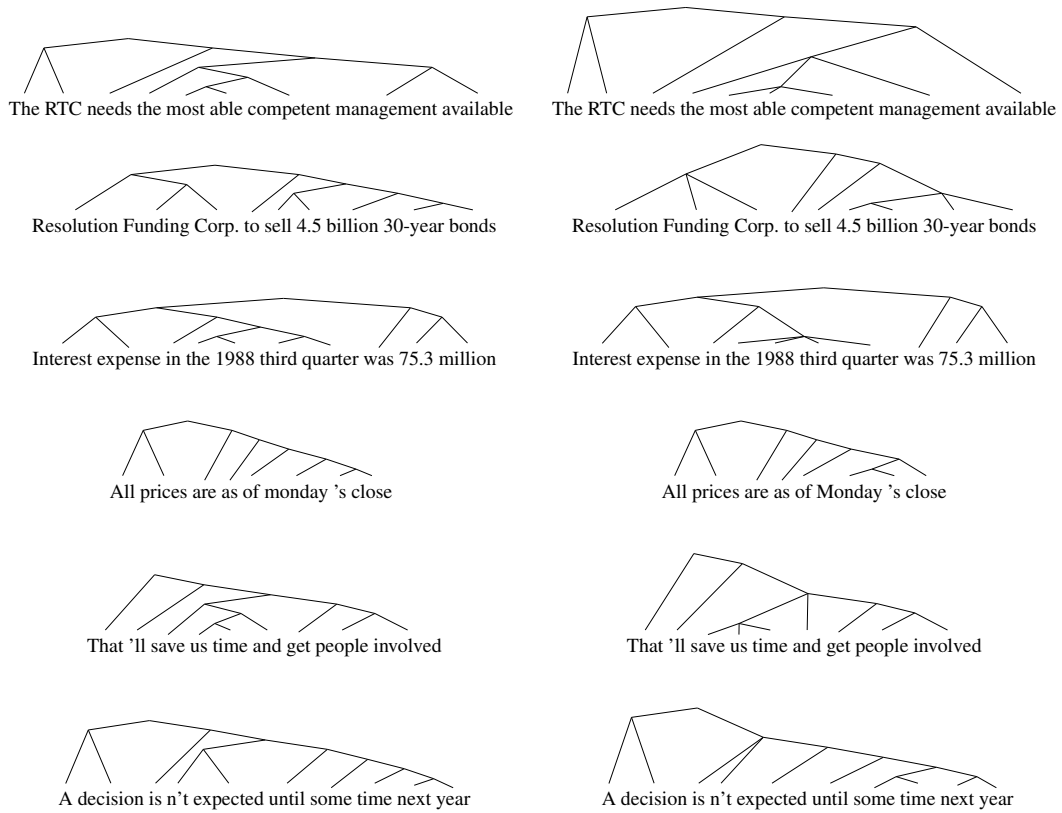 The RTC needs the most able competent management available
The RTC needs the most able competent management available
Resolution Funding Corp. to sell 4.5 billion 30-year bonds
Resolution Funding Corp. to sell 4.5 billion 30-year bonds
Interest expense in the 1988 third quarter was 75.3 million
Interest expense in the 1988 third quarter was 75.3 million
All prices are as of monday ’s close
All prices are as of Monday ’s close
That ’ll save us time and get people involved
That ’ll save us time and get people involved
A decision is n’t expected until some time next year
A decision is n’t expected until some time next year